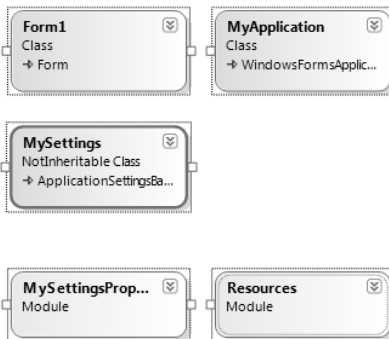 Form1
Class
Form
MyApplication
Class
WindowsFormsApplic...
MySettings
NotInheritable Class
ApplicationSettingsBa...
MySettingsProp...
Module
Resources
Module